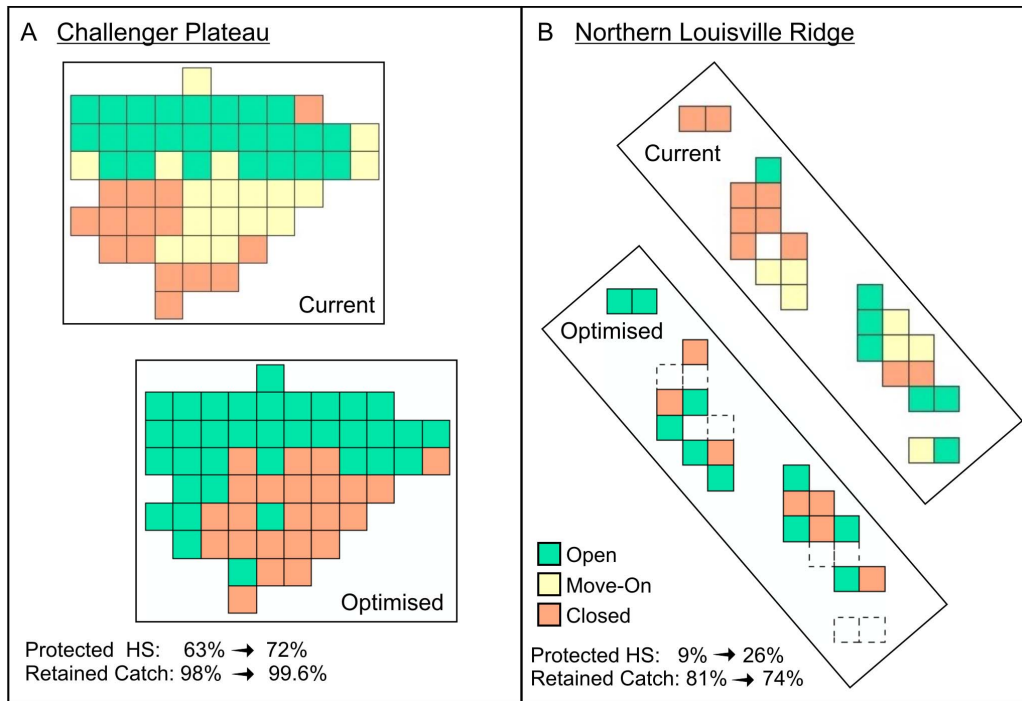 A Challenger Plateau
Current
Optimised
Protected HS: 63% → 72%
Retained Catch: 98% → 99.6%
B Northern Louisville Ridge
Current
Optimised
Open
Move-On
Closed
Protected HS: 9% → 26%
Retained Catch: 81% → 74%